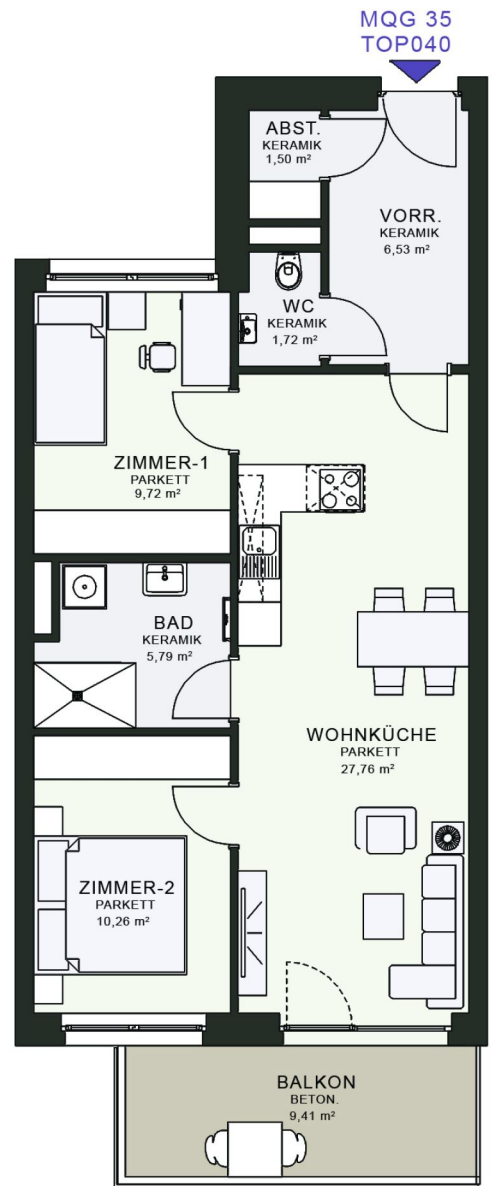 MQG 35
TOP040
ABST.
KERAMIK
1,50 m²
VORR.
KERAMIK
6,53 m²
WC
KERAMIK
1,72 m²
ZIMMER-1
PARKETT
9,72 m²
BAD
KERAMIK
5,79 m²
WOHNKÜCHE
PARKETT
27,76 m²
ZIMMER-2
PARKETT
10,26 m²
BALKON
BETON.
9,41 m²